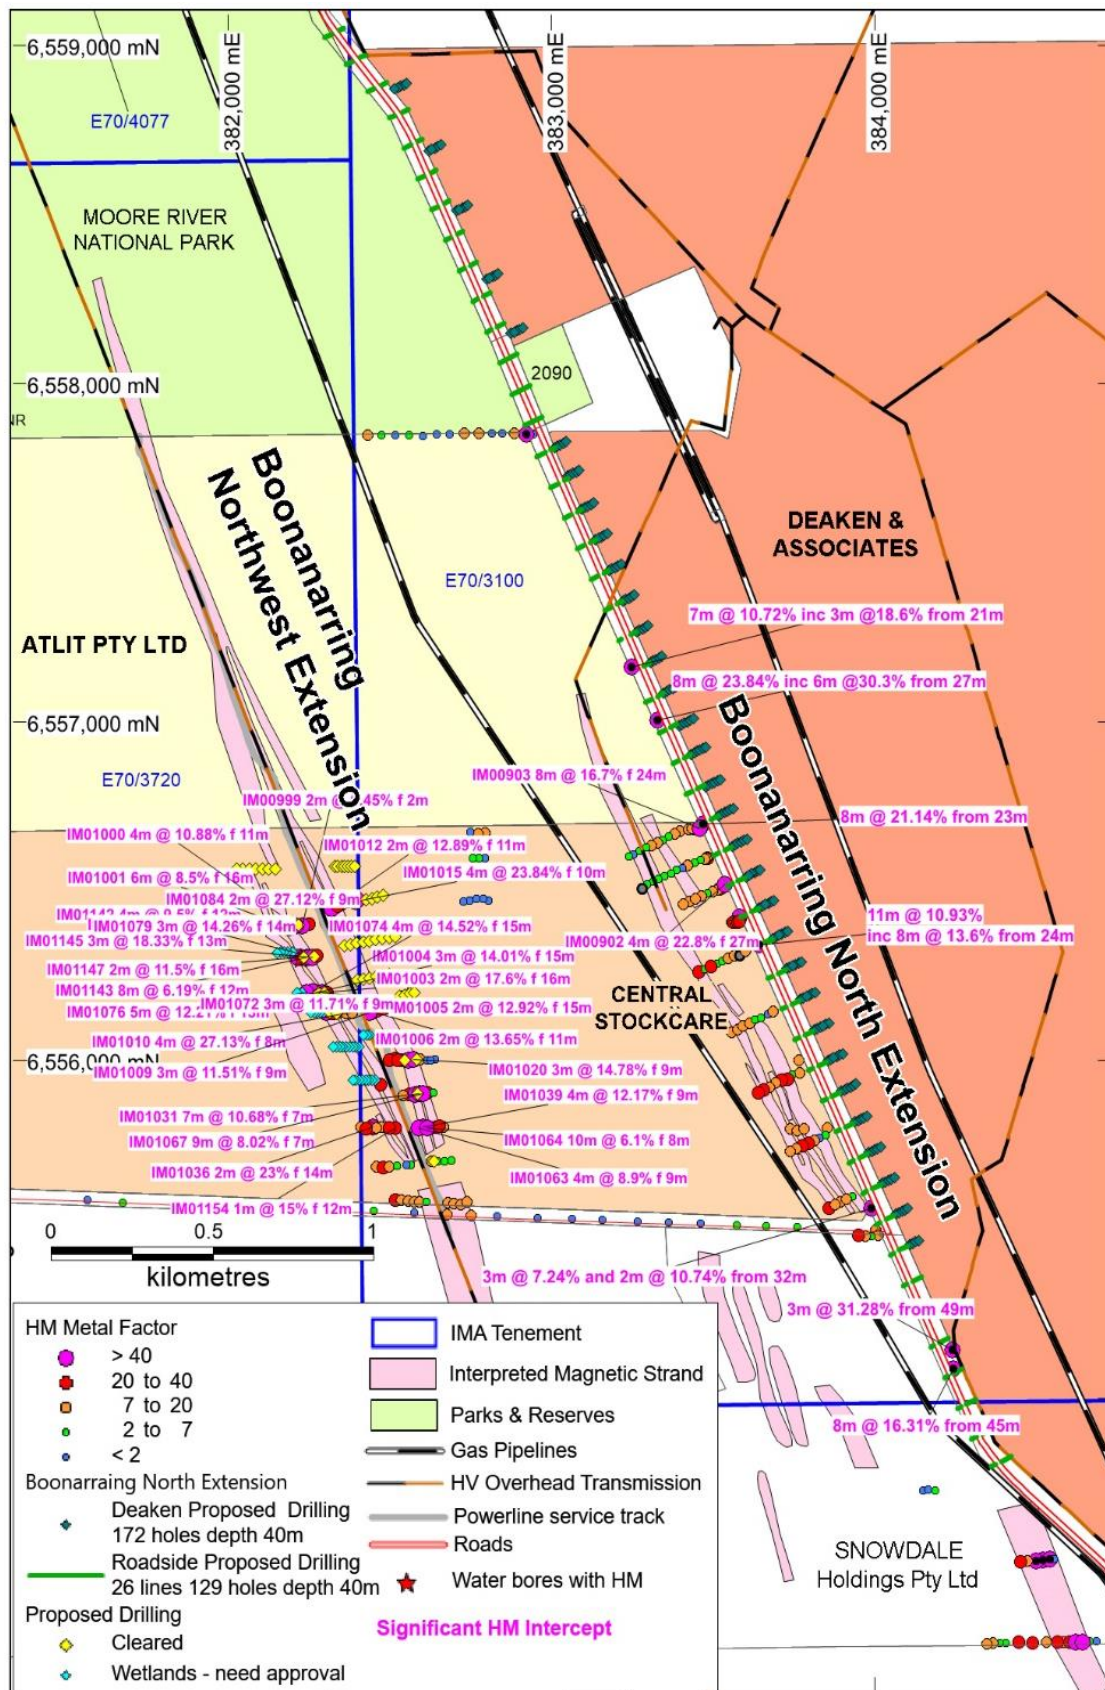 6,559,000 mN
382,000 mE
383,000 mE
384,000 mE
E70/4077
MOORE RIVER
NATIONAL PARK
6,558,000 mN
2090
Boonanarring
Northwest Extension
DEAKEN &
ASSOCIATES
E70/3100
7m @ 10.72% inc 3m @18.6% from 21m
ATLIT PTY LTD
8m @ 23.84% inc 6m @30.3% from 27m
6,557,000 mN
Boonanarring North Extension
E70/3720
IM00903 8m @ 16.7% f 24m
IM00999 2m @
45% f 2m
8m @ 21.14% from 23m
IM01000 4m @ 10.88% f 11m
IM01012 2m @ 12.89% f 11m
IM01001 6m @ 8.5% f 16m
IM01015 4m @ 23.84% f 10m
IM01084 2m @ 27.12% f 9m
IM01079 3m @ 14.26% f 14m
IM01074 4m @ 14.52% f 15m
11m @ 10.93%
inc 8m @ 13.6% from 24m
IM00902 4m @ 22.8% f 27m
IM01145 3m @ 18.33% f 13m
IM01004 3m @ 14.01% f 15m
IM01147 2m @ 11.5% f 16m
IM01003 2m @ 17.6% f 16m
IM01143 8m @ 6.19% f 12m
CENTRAL
STOCKCARE
IM01072 3m @ 11.71% f 9m
IM01005 2m @ 12.92% f 15m
IM01076 5m @
IM01010 4m @ 27.13% f 8m
IM01006 2m @ 13.65% f 11m
6,556,000 mN
IM01009 3m @ 11.51% f 9m
IM01020 3m @ 14.78% f 9m
IM01039 4m @ 12.17% f 9m
IM01031 7m @ 10.68% f 7m
IM01067 9m @ 8.02% f 7m
IM01064 10m @ 6.1% f 8m
IM01036 2m @ 23% f 14m
IM01063 4m @ 8.9% f 9m
IM01154 1m @ 15% f 12m
0 0.5 1
kilometres
3m @ 7.24% and 2m @ 10.74% from 32m
3m @ 31.28% from 49m
8m @ 16.31% from 45m
SNOWDALE
Holdings Pty Ltd
HM Metal Factor
> 40
20 to 40
7 to 20
2 to 7
< 2
Boonarraing North Extension
Deaken Proposed Drilling
172 holes depth 40m
Roadside Proposed Drilling
26 lines 129 holes depth 40m
Proposed Drilling
Cleared
Wetlands - need approval
IMA Tenement
Interpreted Magnetic Strand
Parks & Reserves
Gas Pipelines
HV Overhead Transmission
Powerline service track
Roads
Water bores with HM
Significant HM Intercept